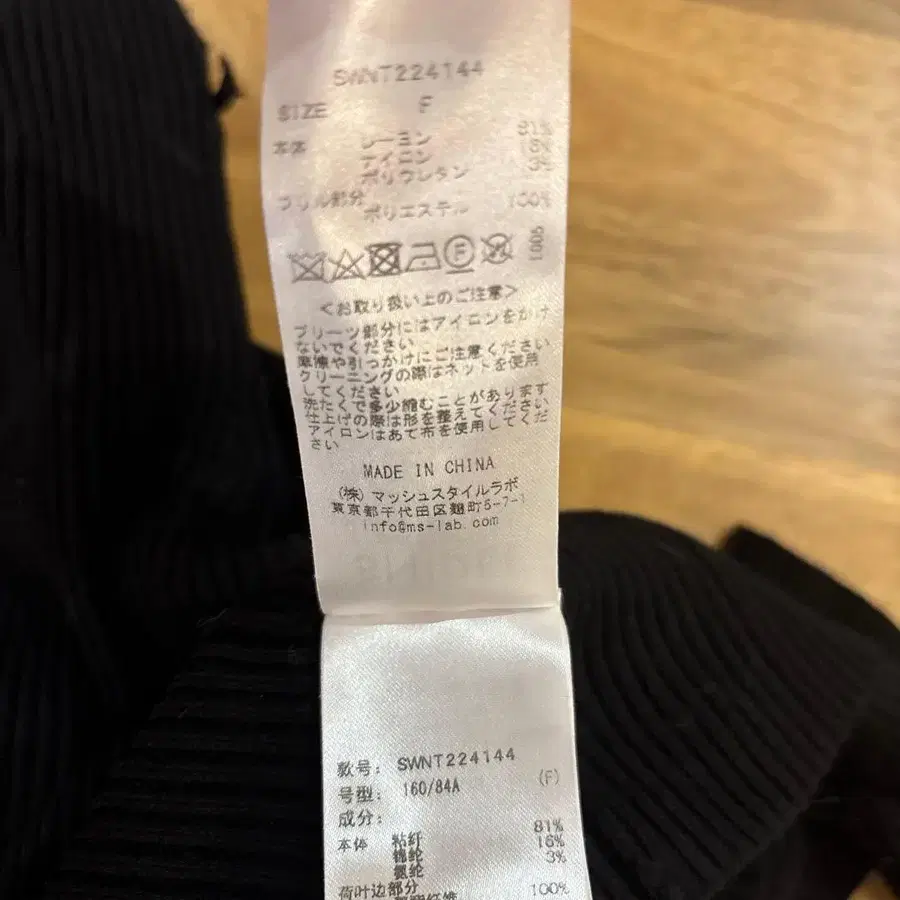 SWNT224144
SIZE F
本体 レーヨン 81%
ナイロン 16%
ポリウレタン 3%
フリル部分
ポリエステル 100%
1005
F
<お取り扱い上のご注意>
プリーツ部分にはアイロンをかけ
ないでください
摩擦や引っかけにご注意ください
クリーニングの際はネットを使用
してください
洗たくで多少縮むことがあります
仕上げの際は形を整えてください
アイロンはあて布を使用してくだ
さい
MADE IN CHINA
(株) マッシュスタイルラボ
東京都千代田区麹町5-7-1
info@ms-lab.com
款号: SWNT224144
号型: 160/84A (F)
成分:
本体 粘纤 81%
锦纶 16%
氨纶 3%
荷叶边部分 100%